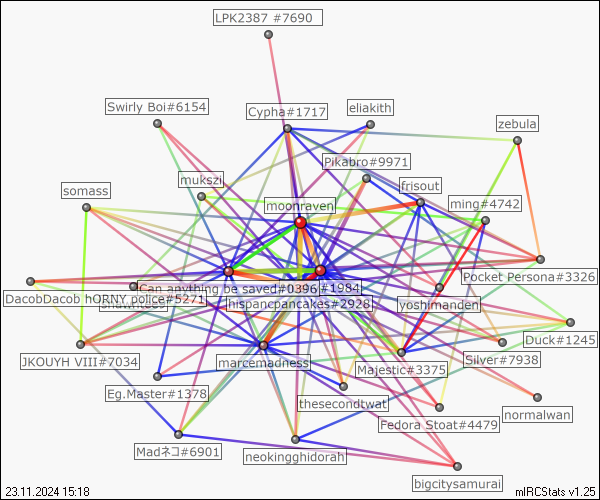 LPK2387 #7690
Swirly Boi#6154
Cypha#1717
eliakith
zebula
Pikabro#9971
mukszi
frisout
somass
moonraven
ming#4742
Pocket Persona#3326
Can anything be saved#0396
#1984
DacobDacob hORNY police#5271
hispancpancakes#2928
yoshimanien
Duck#1245
JKOUYH VIII#7034
marcemadness
Majestic#3375
Silver#7938
Eg.Master#1378
thesecondtwat
normalwan
Fedora Stoat#4479
Madネコ#6901
neokingghidorah
bigcitysamurai
23.11.2024 15:18
mIRCStats v1.25